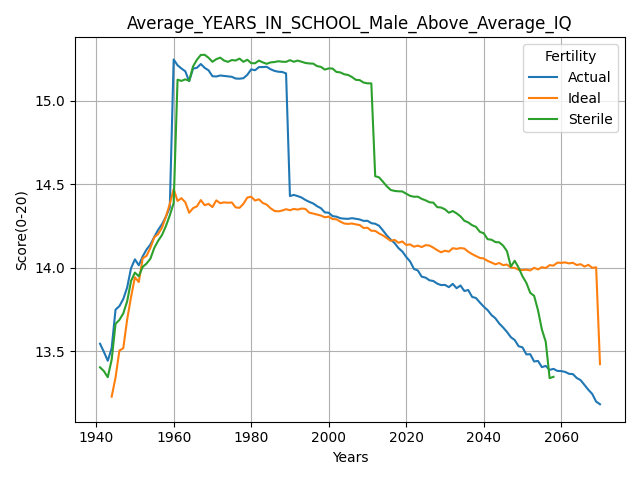 Average_YEARS_IN_SCHOOL_Male_Above_Average_IQ
Fertility
Actual
Ideal
Sterile
Score(0-20)
15.0
14.5
14.0
13.5
1940 1960 1980 2000 2020 2040 2060
Years